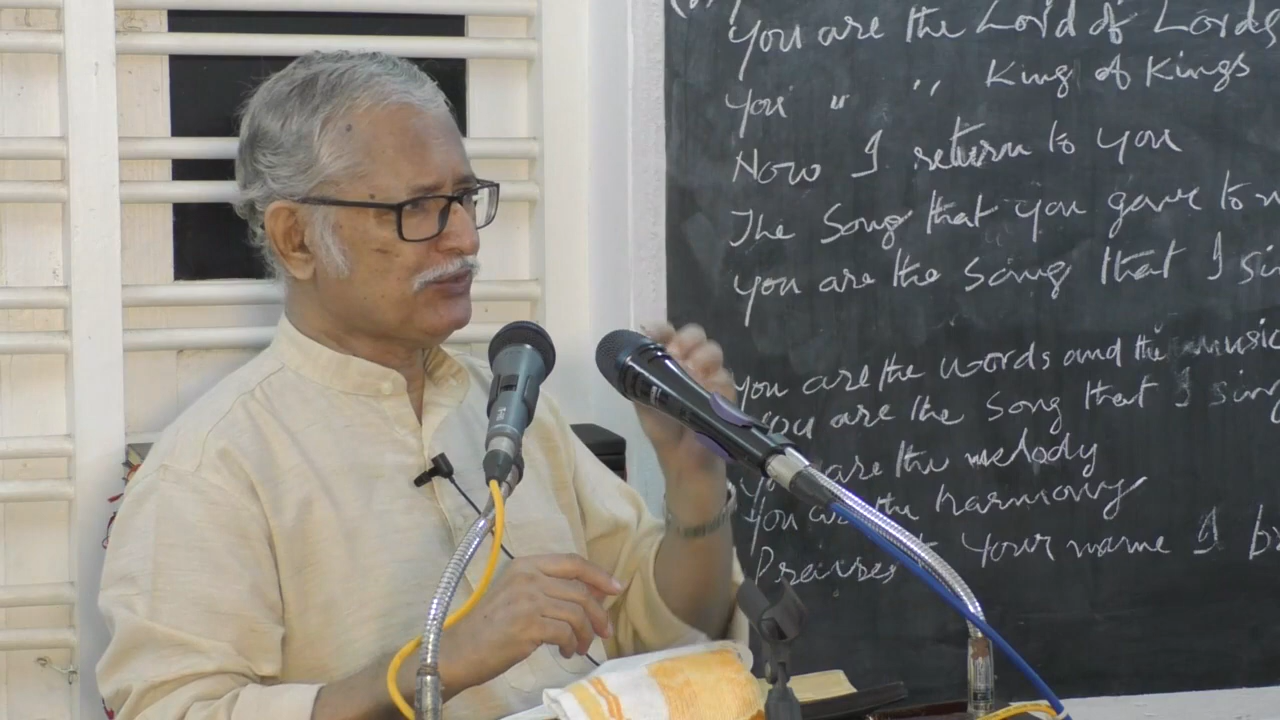 You are the Lord of Lords
You " " King of Kings
Now I return to you
The Song that you gave to
you are the Song that I
you are the words and the music
You are the Song that I sing
are the melody
You are the harmony
Praises Your name I